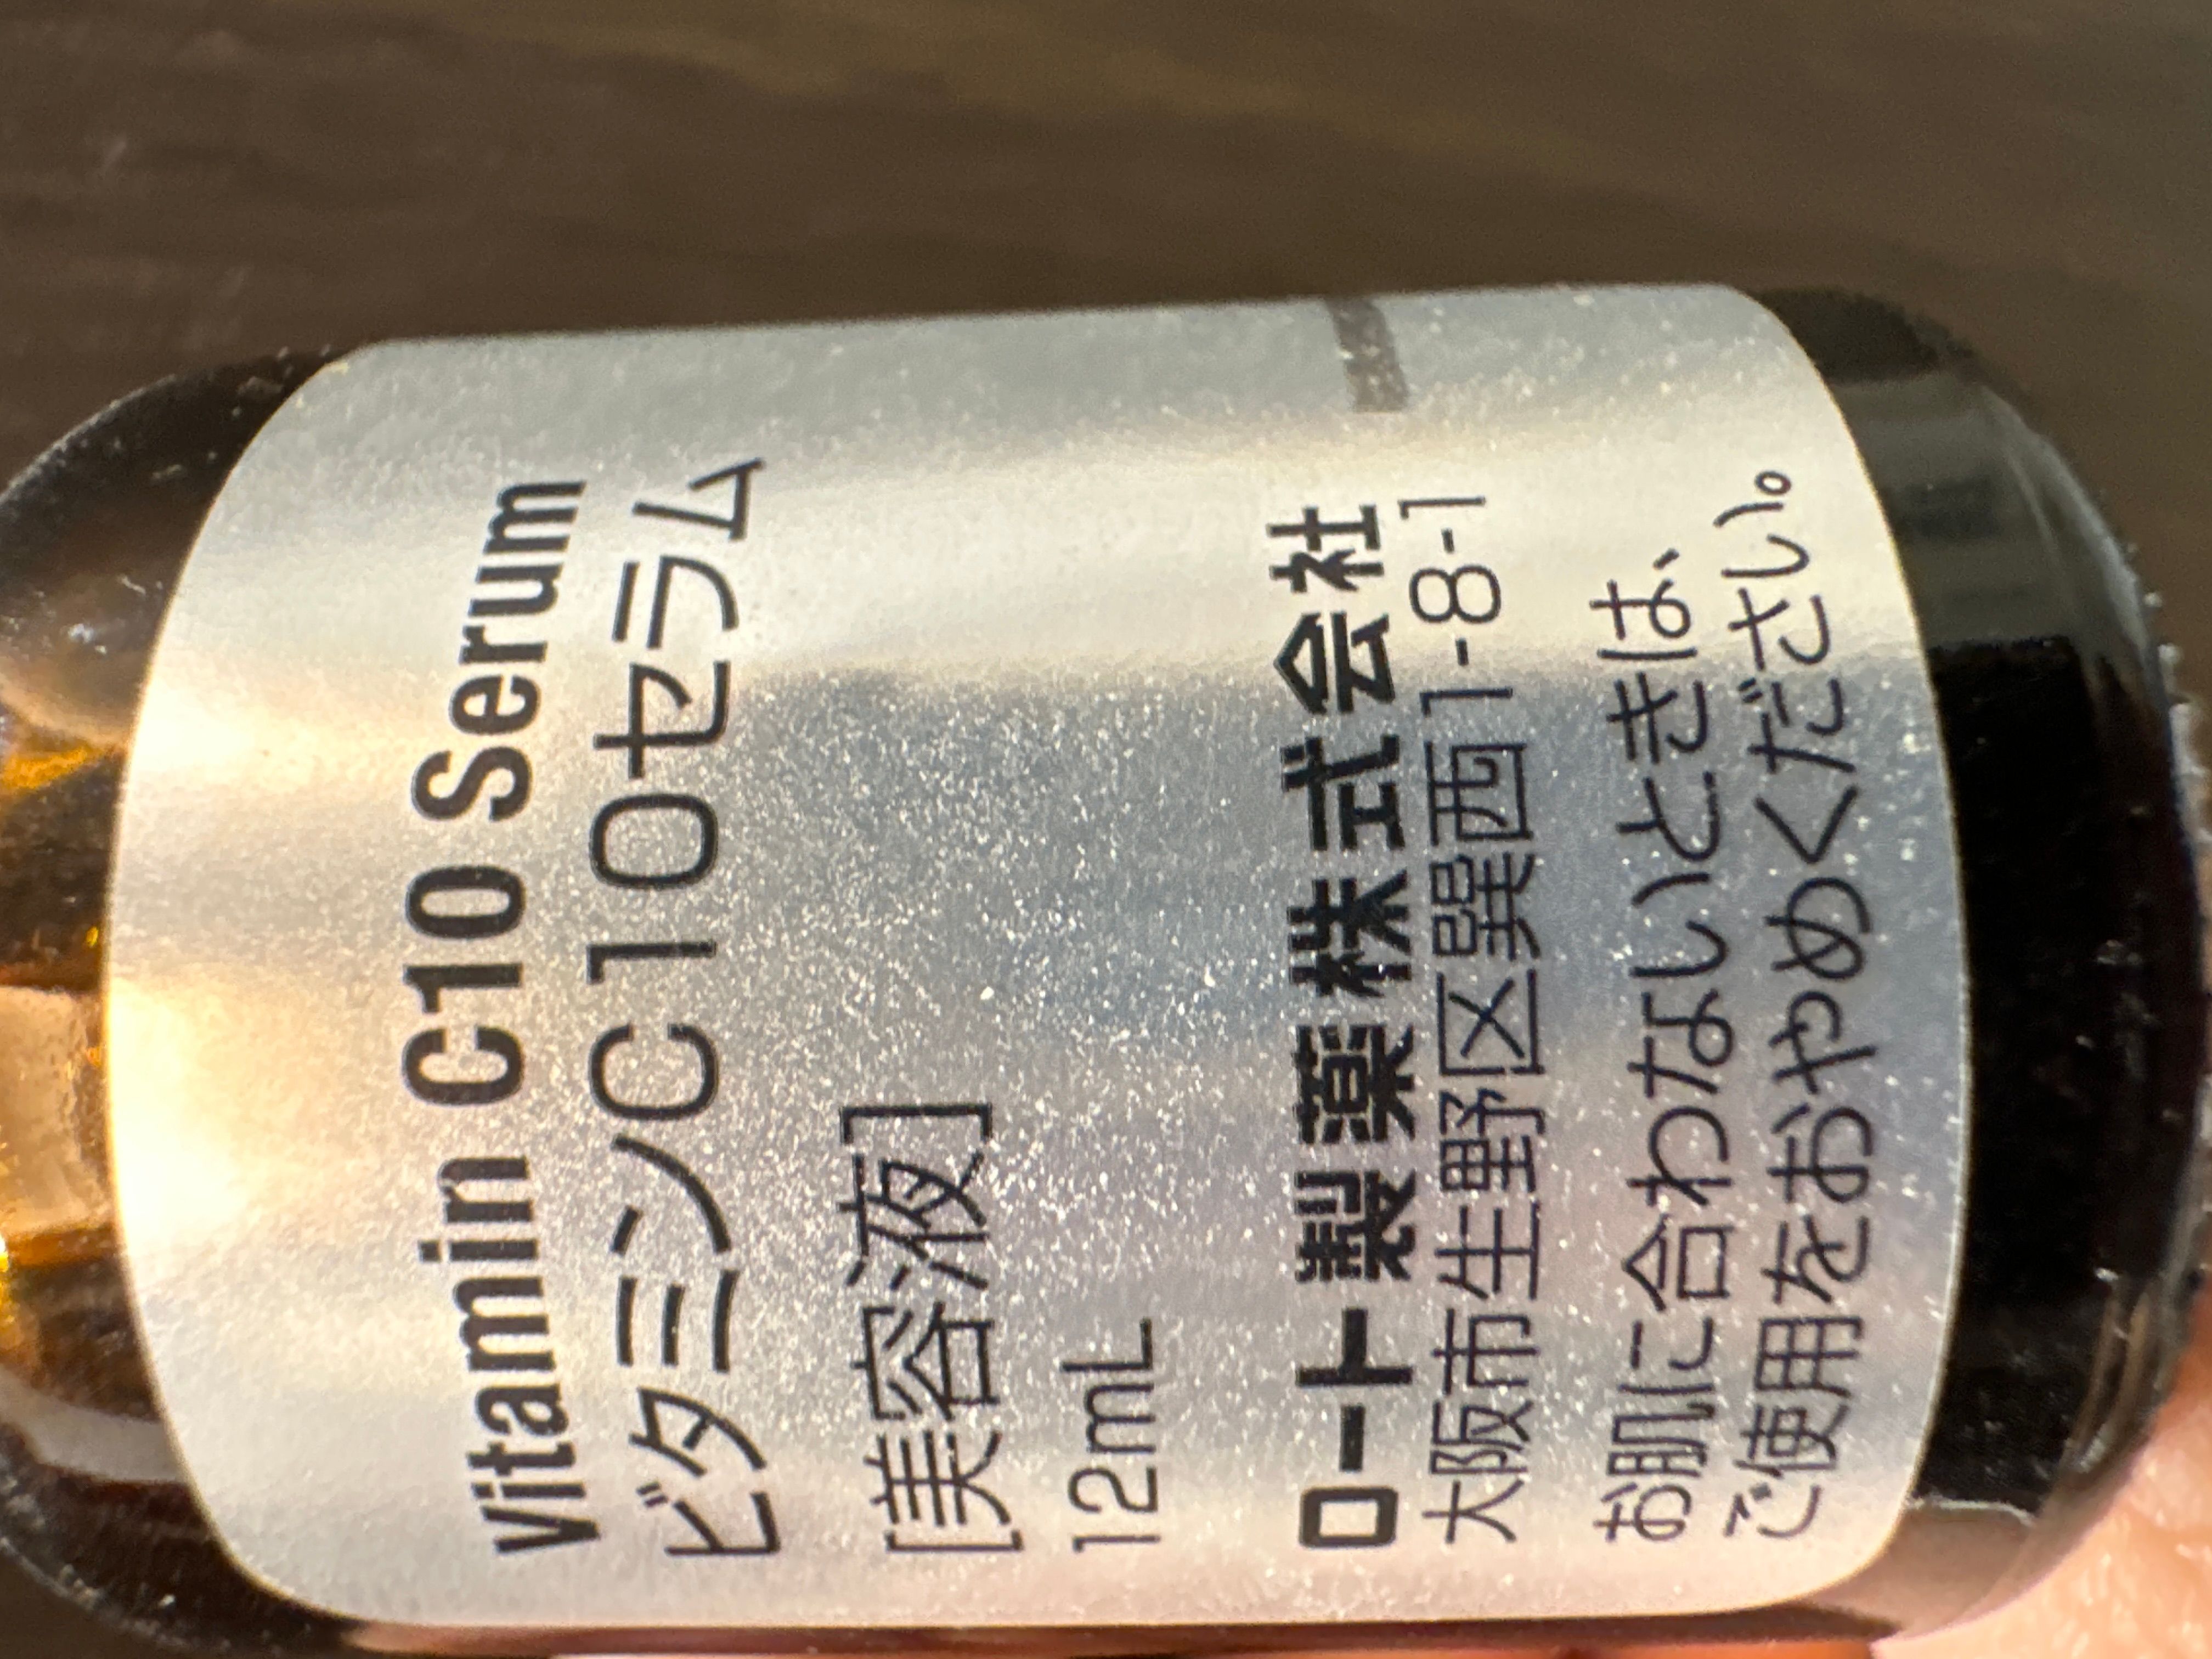 Vitamin C10 Serum
ビタミンC10セラム
[美容液]
12mL
ロート製薬株式会社
大阪市生野区巽西1-8-1
お肌に合わないときは、
ご使用をおやめください。